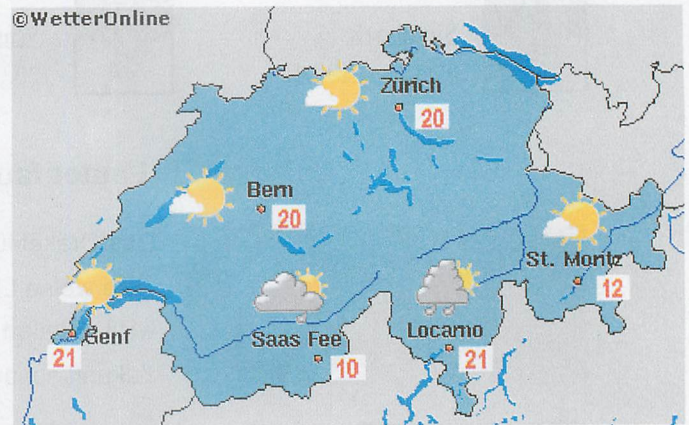 ©WetterOnline
Zürich
20
Bern
20
St. Moritz
12
Genf
21
Saas Fee
10
Locarno
21